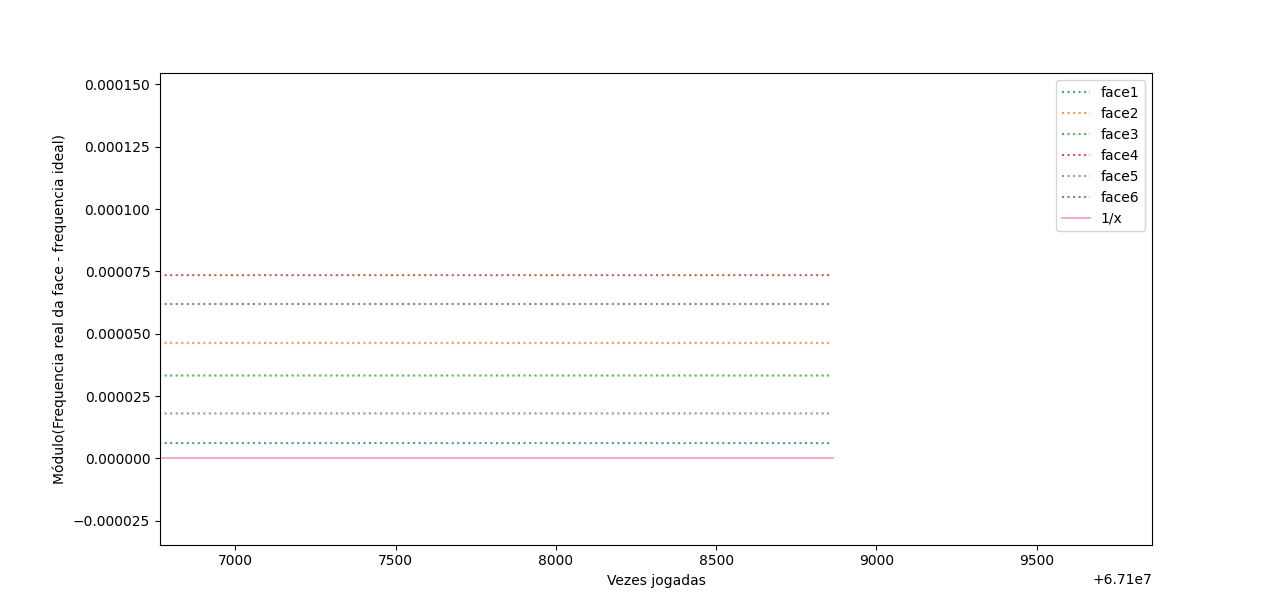 0.000150
0.000125
0.000100
0.000075
0.000050
0.000025
0.000000
−0.000025
Módulo(Frequencia real da face - frequencia ideal)
face1
face2
face3
face4
face5
face6
1/x
7000 7500 8000 8500 9000 9500
Vezes jogadas
+6.71e7